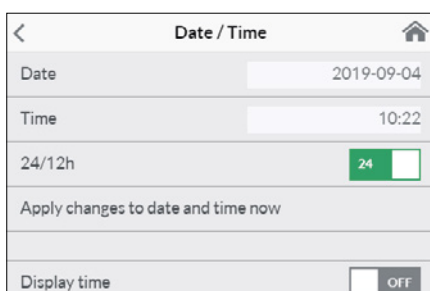 Date / Time
Date 2019-09-04
Time 10:22
24/12h 24
Apply changes to date and time now
Display time OFF